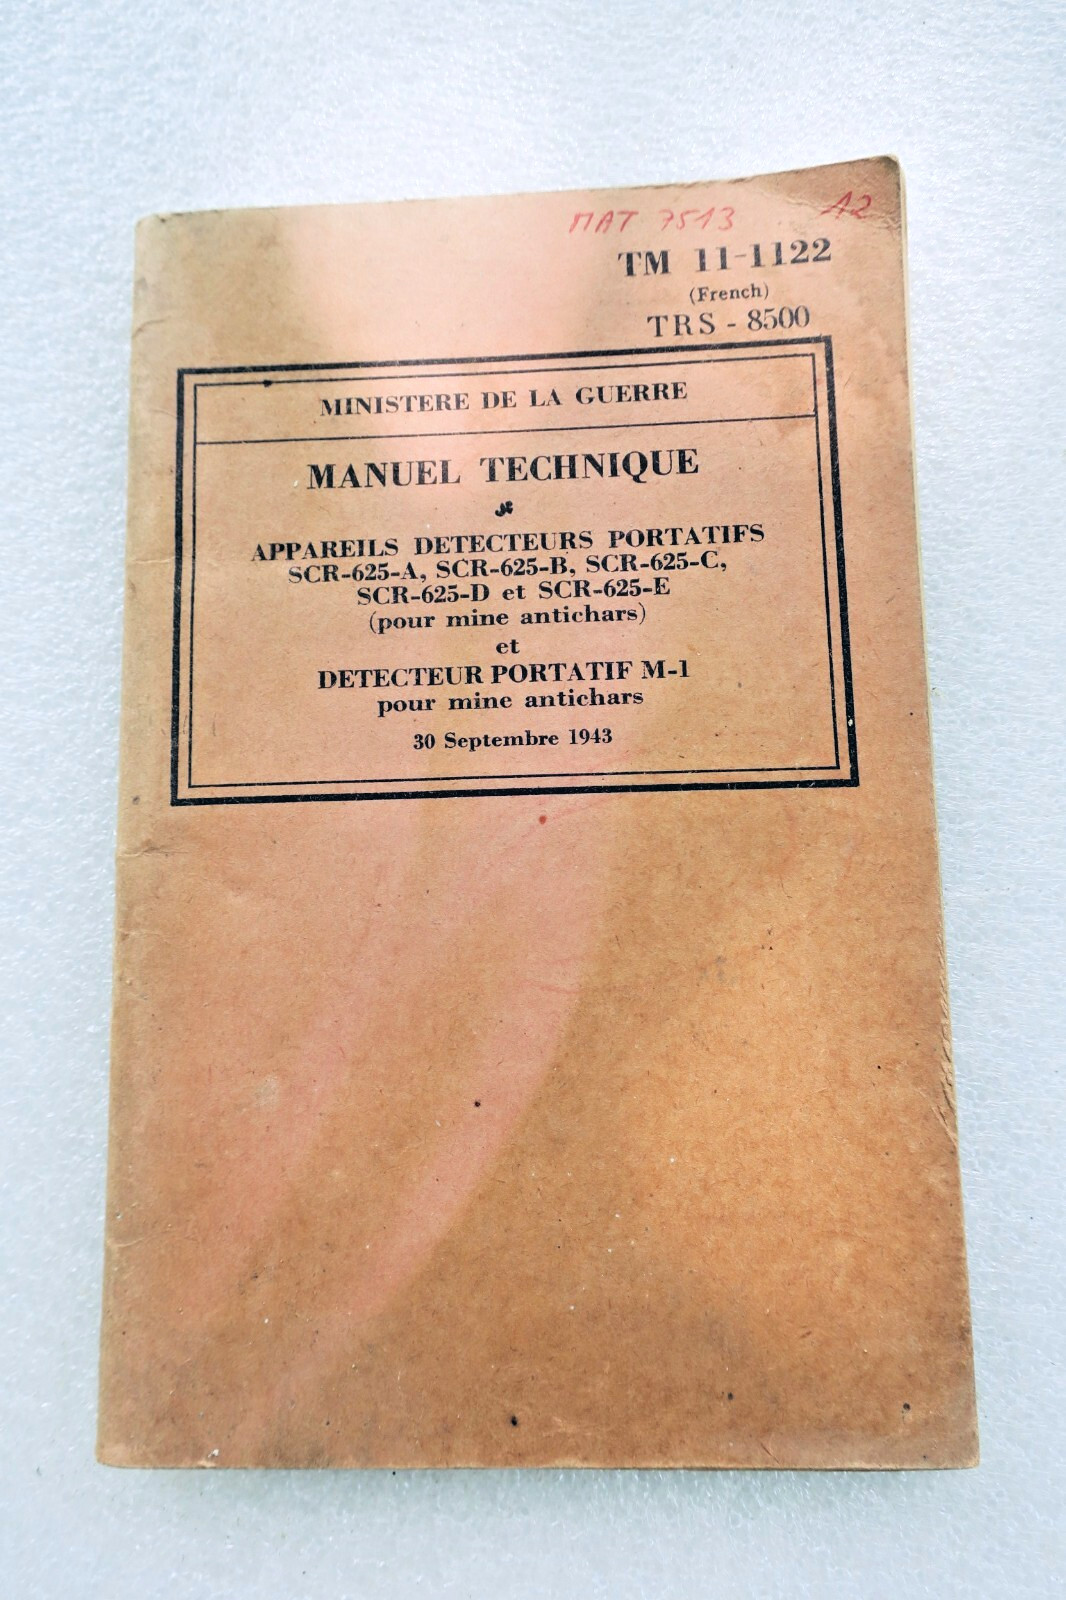 MAT 7513 A2
TM 11-1122
(French)
TRS - 8500
MINISTERE DE LA GUERRE
MANUEL TECHNIQUE
APPAREILS DETECTEURS PORTATIFS
SCR-625-A, SCR-625-B, SCR-625-C,
SCR-625-D et SCR-625-E
(pour mine antichars)
et
DETECTEUR PORTATIF M-1
pour mine antichars
30 Septembre 1943